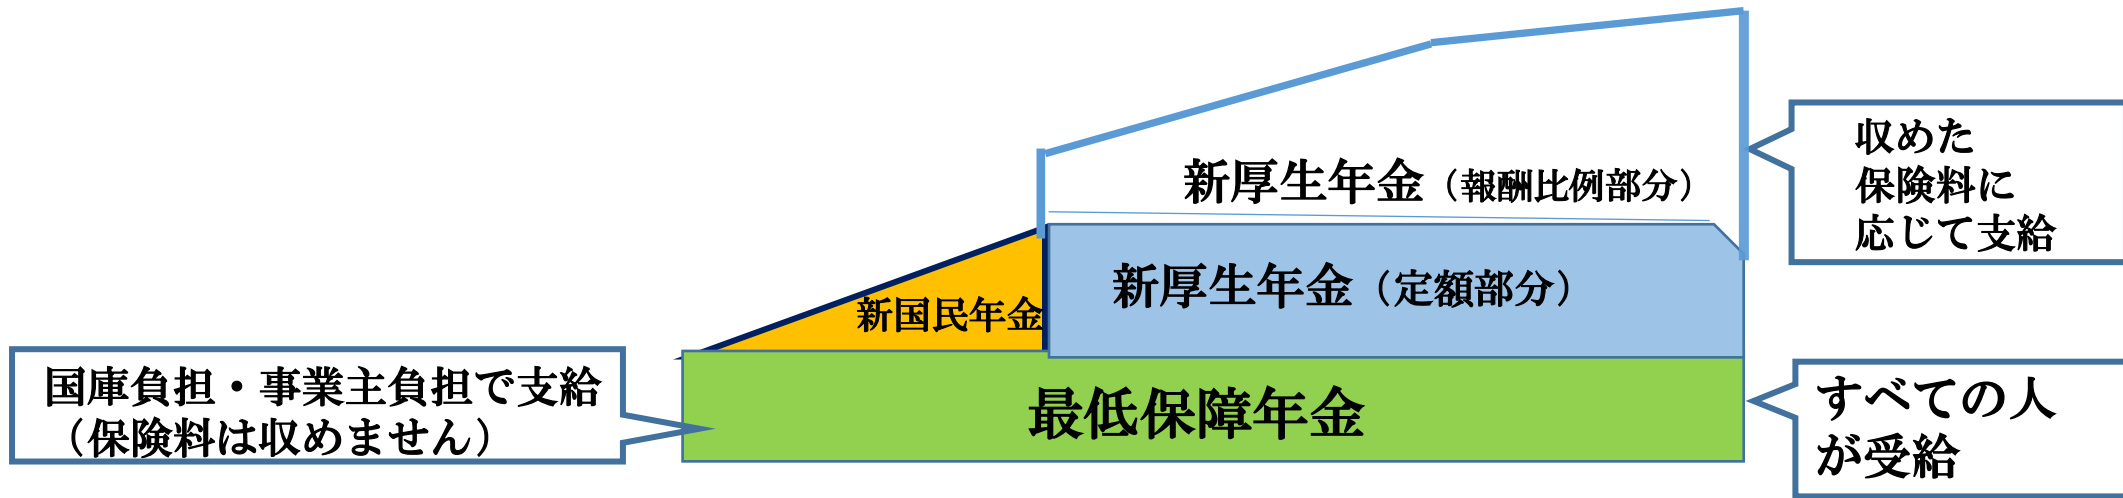 新厚生年金（報酬比例部分）
収めた
保険料に
応じて支給
新厚生年金（定額部分）
新国民年金
国庫負担・事業主負担で支給
（保険料は収めません）
最低保障年金
すべての人
が受給